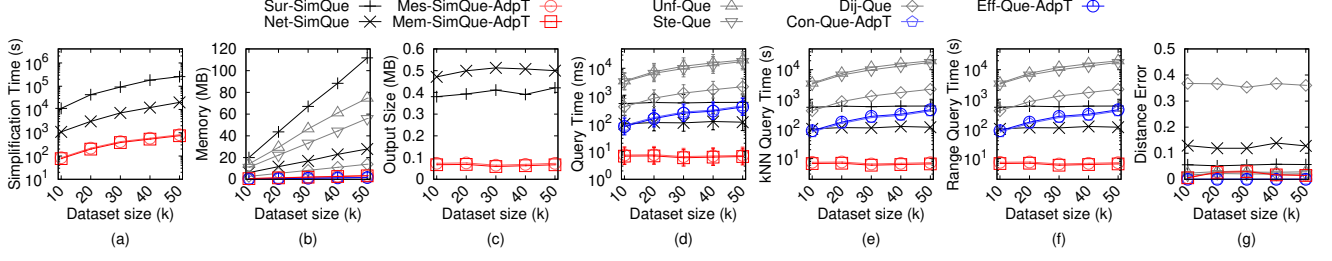 Sur-SimQue Mes-SimQue-AdpT Unf-Que Dij-Que Eff-Que-AdpT
Net-SimQue Mem-SimQue-AdpT Ste-Que Con-Que-AdpT
Simplification Time (s)
10^6
10^5
10^4
10^3
10^2
10^1
10 20 30 40 50
Dataset size (k)
(a)
Memory (MB)
120
100
80
60
40
20
0
10 20 30 40 50
Dataset size (k)
(b)
Output Size (MB)
0.6
0.5
0.4
0.3
0.2
0.1
0
10 20 30 40 50
Dataset size (k)
(c)
Query Time (ms)
10^4
10^3
10^2
10^1
10^0
10 20 30 40 50
Dataset size (k)
(d)
kNN Query Time (s)
10^4
10^3
10^2
10^1
10 20 30 40 50
Dataset size (k)
(e)
Range Query Time (s)
10^4
10^3
10^2
10^1
10 20 30 40 50
Dataset size (k)
(f)
Distance Error
0.5
0.4
0.3
0.2
0.1
0
10 20 30 40 50
Dataset size (k)
(g)